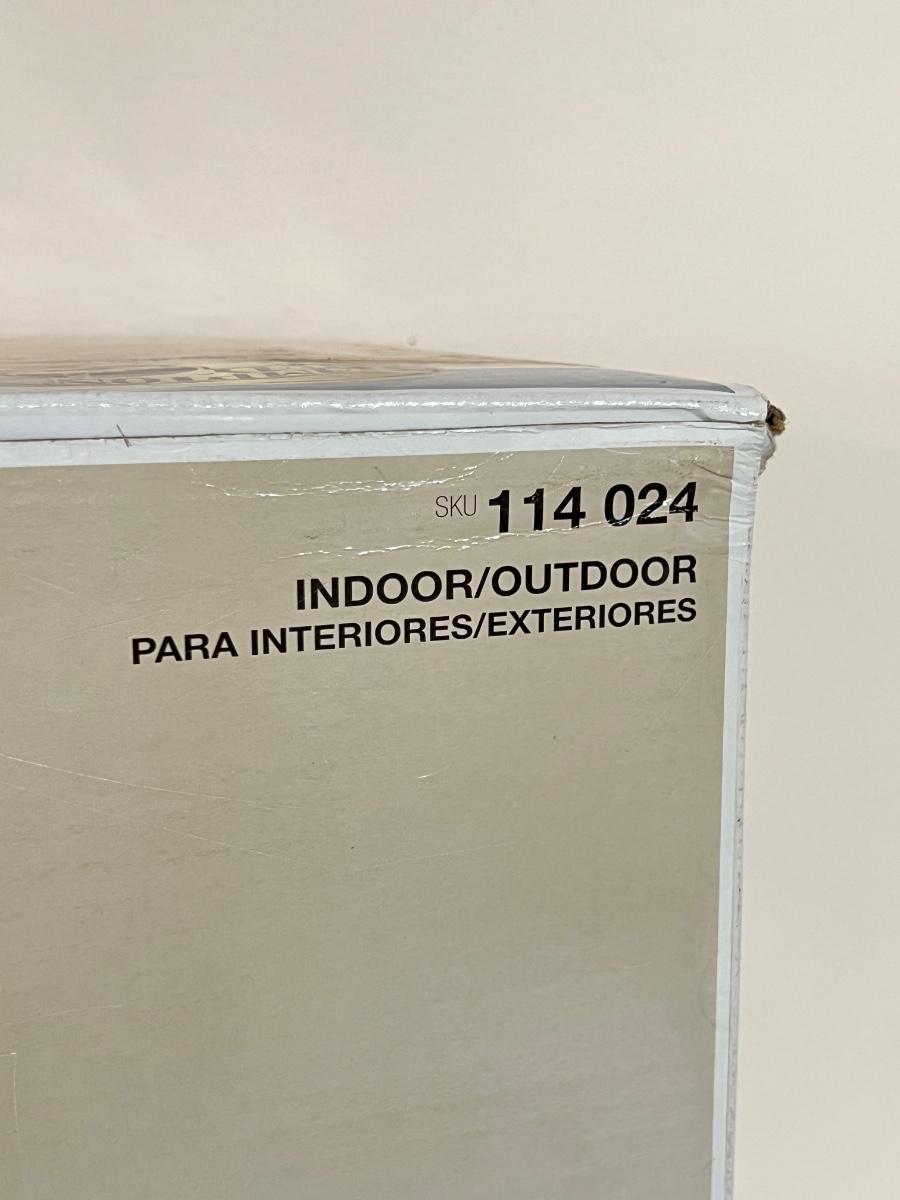 SKU 114 024
INDOOR/OUTDOOR
PARA INTERIORES/EXTERIORES